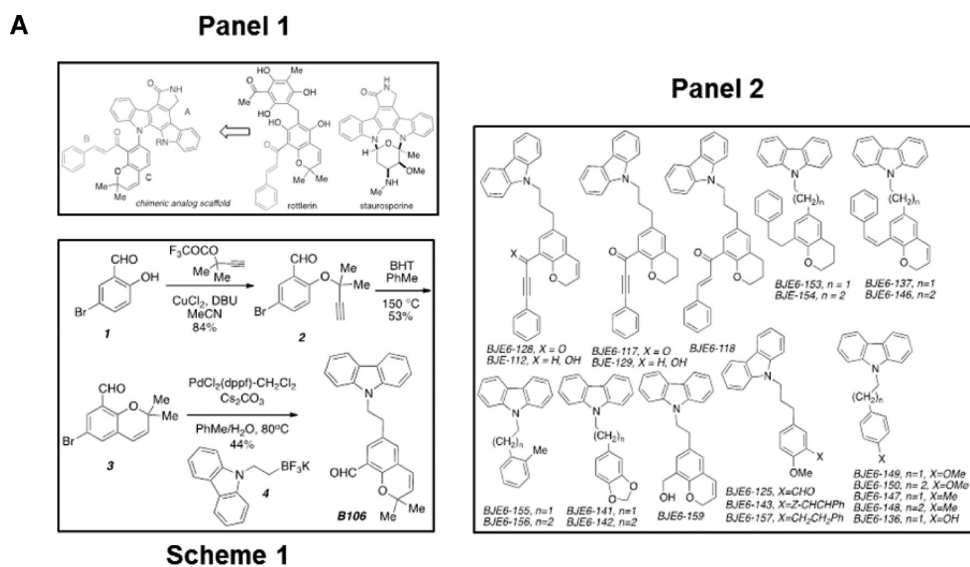 A
Panel 1
O
NH
A
B
O
N
HN
O
Me
Me
C
chimeric analog scaffold
HO
Me
O
OH
Me
HO
HO
OH
O
O
Me
Me
rottlerin
H
N
O
N
O
N
H
Me
OMe
NH
Me
staurosporine
CHO
OH
Br
1
F3COCO
Me
Me
CuCl2, DBU
MeCN
84%
CHO
O
Me
Me
Br
2
BHT
PhMe
150 °C
53%
CHO
O
Me
Me
Br
3
PdCl2(dppf)-CH2Cl2
Cs2CO3
PhMe/H2O, 80°C
44%
N
BF3K
4
N
OHC
O
Me
Me
B106
Scheme 1
Panel 2
N
X
O
BJE6-128, X = O
BJE-112, X = H, OH
N
O
O
BJE6-117, X = O
BJE-129, X = H, OH
N
O
O
BJE6-118
N
(CH2)n
O
BJE6-153, n = 1
BJE-154, n = 2
N
(CH2)n
O
BJE6-137, n=1
BJE6-146, n=2
N
(CH2)n
Me
BJE6-155, n=1
BJE6-156, n=2
N
(CH2)n
O
O
BJE6-141, n=1
BJE6-142, n=2
N
OH
O
BJE6-159
N
X
OMe
BJE6-125, X=CHO
BJE6-143, X=Z-CHCHPh
BJE6-157, X=CH2CH2Ph
N
(CH2)n
X
BJE6-149, n=1, X=OMe
BJE6-150, n= 2, X=OMe
BJE6-147, n=1, X=Me
BJE6-148, n=2, X=Me
BJE6-136, n=1, X=OH